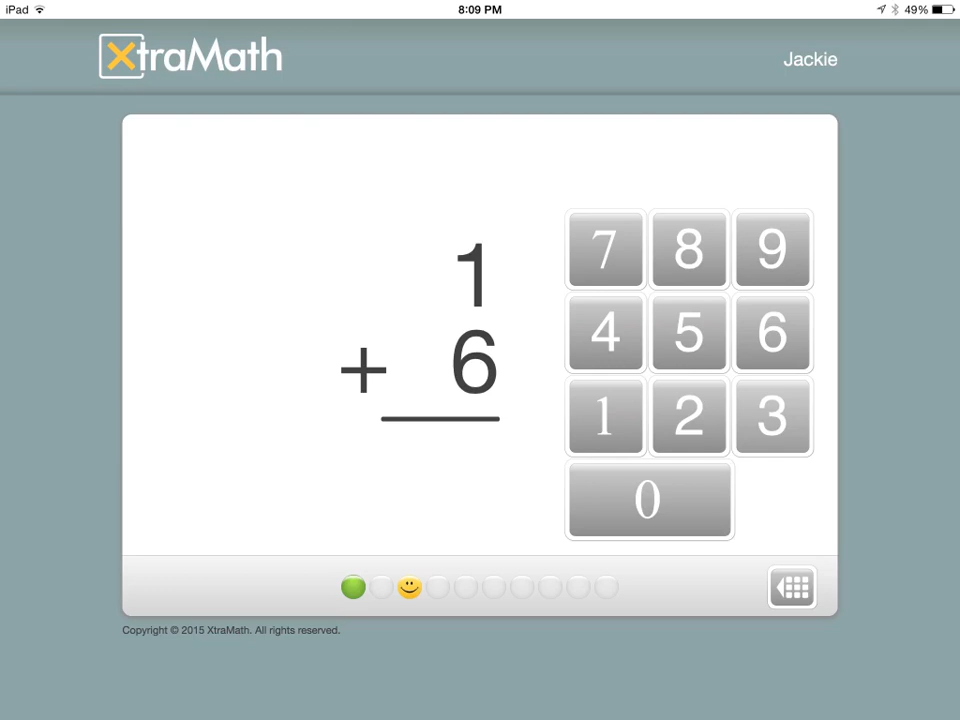 iPad 8:09 PM 49%
XtraMath Jackie
1
+ 6
7 8 9
4 5 6
1 2 3
0
Copyright © 2015 XtraMath. All rights reserved.